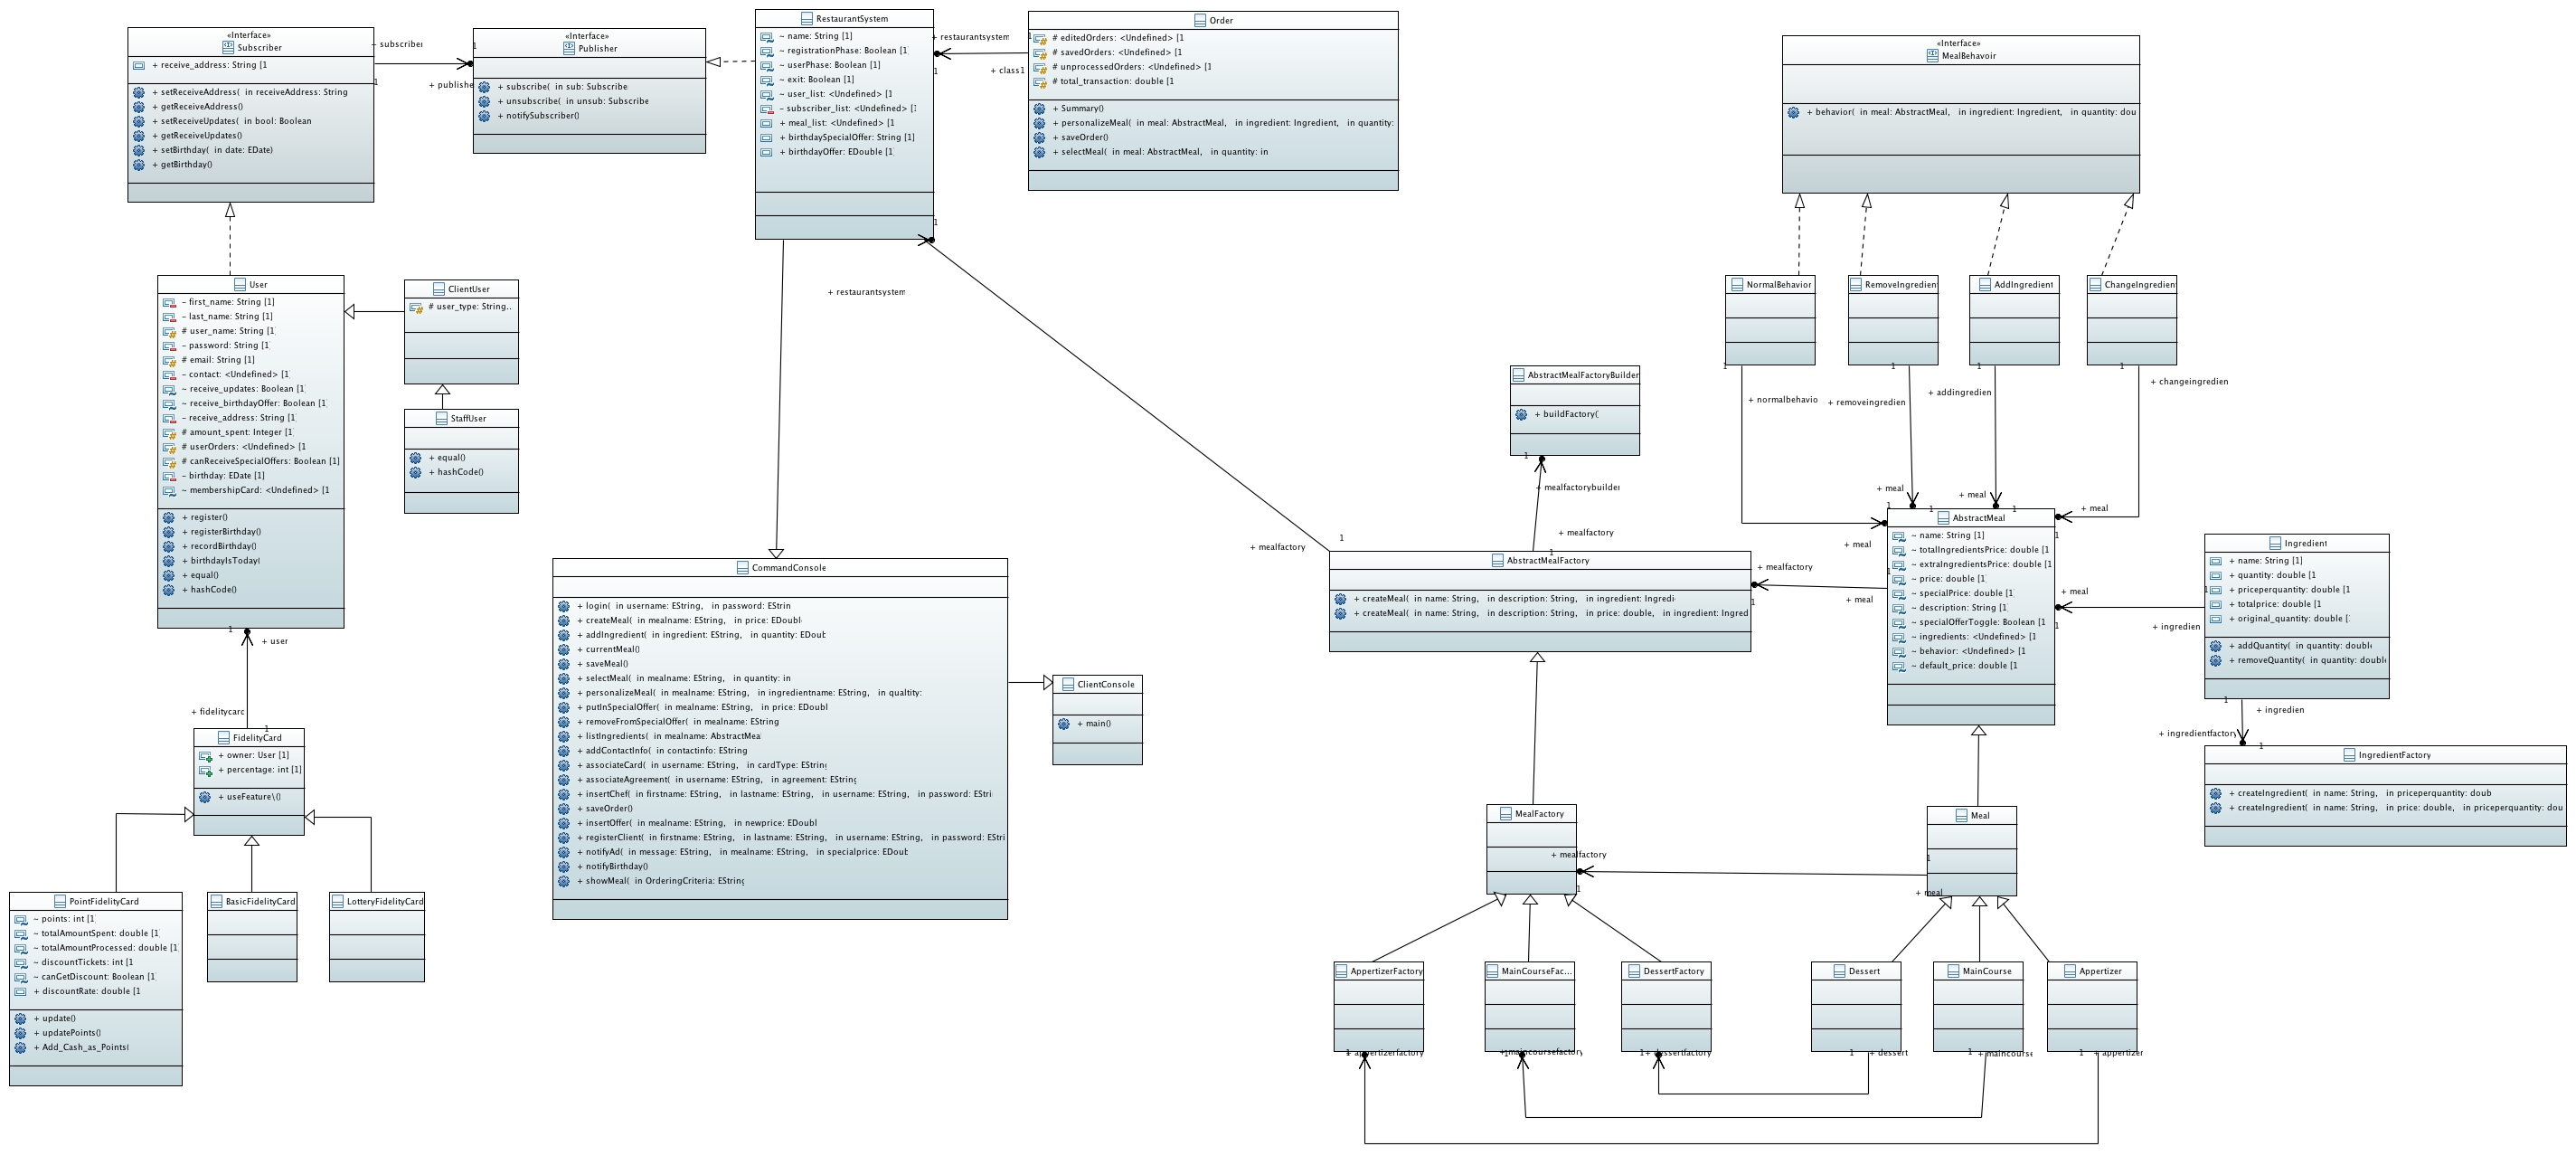 «Interface»
Subscriber
+ receive_address: String [1
+ setReceiveAddress( in receiveAddress: String
+ getReceiveAddress()
+ setReceiveUpdates( in bool: Boolean
+ getReceiveUpdates()
+ setBirthday( in date: EDate)
+ getBirthday()
+ subscriber
1
1
+ publishe
«Interface»
Publisher
+ subscribe( in sub: Subscribe
+ unsubscribe( in unsub: Subscribe
+ notifySubscriber()
RestaurantSystem
~ name: String [1]
~ registrationPhase: Boolean [1]
~ userPhase: Boolean [1]
~ exit: Boolean [1]
~ user_list: <Undefined> [1
- subscriber_list: <Undefined> [1
+ meal_list: <Undefined> [1
+ birthdaySpecialOffer: String [1]
+ birthdayOffer: EDouble [1]
1
+ restaurantsystem
1
+ class1
1
Order
# editedOrders: <Undefined> [1
# savedOrders: <Undefined> [1
# unprocessedOrders: <Undefined> [1
# total_transaction: double [1
+ Summary()
+ personalizeMeal( in meal: AbstractMeal, in ingredient: Ingredient, in quantity:
+ saveOrder()
+ selectMeal( in meal: AbstractMeal, in quantity: in
«Interface»
MealBehavoir
+ behavior( in meal: AbstractMeal, in ingredient: Ingredient, in quantity: dou
User
- first_name: String [1]
- last_name: String [1]
# user_name: String [1]
- password: String [1]
# email: String [1]
- contact: <Undefined> [1
~ receive_updates: Boolean [1]
~ receive_birthdayOffer: Boolean [1]
- receive_address: String [1]
# amount_spent: Integer [1]
# userOrders: <Undefined> [1
# canReceiveSpecialOffers: Boolean [1]
- birthday: EDate [1]
~ membershipCard: <Undefined> [1
+ register()
+ registerBirthday()
+ recordBirthday()
+ birthdayIsToday(
+ equal()
+ hashCode()
ClientUser
# user_type: String..
StaffUser
+ equal()
+ hashCode()
1
+ user
+ fidelitycard
1
FidelityCard
+ owner: User [1]
+ percentage: int [1]
+ useFeature\()
PointFidelityCard
~ points: int [1]
~ totalAmountSpent: double [1]
~ totalAmountProcessed: double [1]
~ discountTickets: int [1
~ canGetDiscount: Boolean [1]
+ discountRate: double [1
+ update()
+ updatePoints()
+ Add_Cash_as_Points(
BasicFidelityCard
LotteryFidelityCard
+ restaurantsystem
CommandConsole
+ login( in username: EString, in password: EStrin
+ createMeal( in mealname: EString, in price: EDouble
+ addIngredient( in ingredient: EString, in quantity: EDoub
+ currentMeal()
+ saveMeal()
+ selectMeal( in mealname: EString, in quantity: in
+ personalizeMeal( in mealname: EString, in ingredientname: EString, in qualtity:
+ putInSpecialOffer( in mealname: EString, in price: EDoubl
+ removeFromSpecialOffer( in mealname: EString
+ listIngredients( in mealname: AbstractMea
+ addContactInfo( in contactinfo: EString
+ associateCard( in username: EString, in cardType: EString
+ associateAgreement( in username: EString, in agreement: EString
+ insertChef( in firstname: EString, in lastname: EString, in username: EString, in password: EStri
+ saveOrder()
+ insertOffer( in mealname: EString, in newprice: EDoubl
+ registerClient( in firstname: EString, in lastname: EString, in username: EString, in password: EStri
+ notifyAd( in message: EString, in mealname: EString, in specialprice: EDoub
+ notifyBirthday()
+ showMeal( in OrderingCriteria: EString
ClientConsole
+ main()
AbstractMealFactoryBuilder
+ buildFactory(
1
+ mealfactorybuilder
+ mealfactory
1
1
+ mealfactory
AbstractMealFactory
+ createMeal( in name: String, in description: String, in ingredient: Ingredi
+ createMeal( in name: String, in description: String, in price: double, in ingredient: Ingred
+ mealfactory
1
1
+ meal
NormalBehavior
RemoveIngredient
AddIngredient
ChangeIngredient
1
1
1
1
+ normalbehavio
+ removeingredien
+ addingredien
+ changeingredien
+ meal
+ meal
+ meal
+ meal
1
1
1
1
AbstractMeal
~ name: String [1]
~ totalIngredientsPrice: double [1
~ extraIngredientsPrice: double [1
~ price: double [1
~ specialPrice: double [1
~ description: String [1]
~ specialOfferToggle: Boolean [1
~ ingredients: <Undefined> [1
~ behavior: <Undefined> [1
~ default_price: double [1
+ meal
1
1
+ ingredien
Ingredient
+ name: String [1]
+ quantity: double [1
+ priceperquantity: double [1
+ totalprice: double [1
+ original_quantity: double [
+ addQuantity( in quantity: double
+ removeQuantity( in quantity: double
1
+ ingredien
+ ingredientfactory
1
IngredientFactory
+ createIngredient( in name: String, in priceperquantity: doub
+ createIngredient( in name: String, in price: double, in priceperquantity: dou
MealFactory
+ mealfactory
1
Meal
1
+ meal
AppertizerFactory
MainCourseFac...
DessertFactory
Dessert
MainCourse
Appertizer
1
+ appertizerfactory
+ maincoursefactory
1
1
+ dessertfactory
1
+ dessert
1
+ maincourse
1
+ appertizer